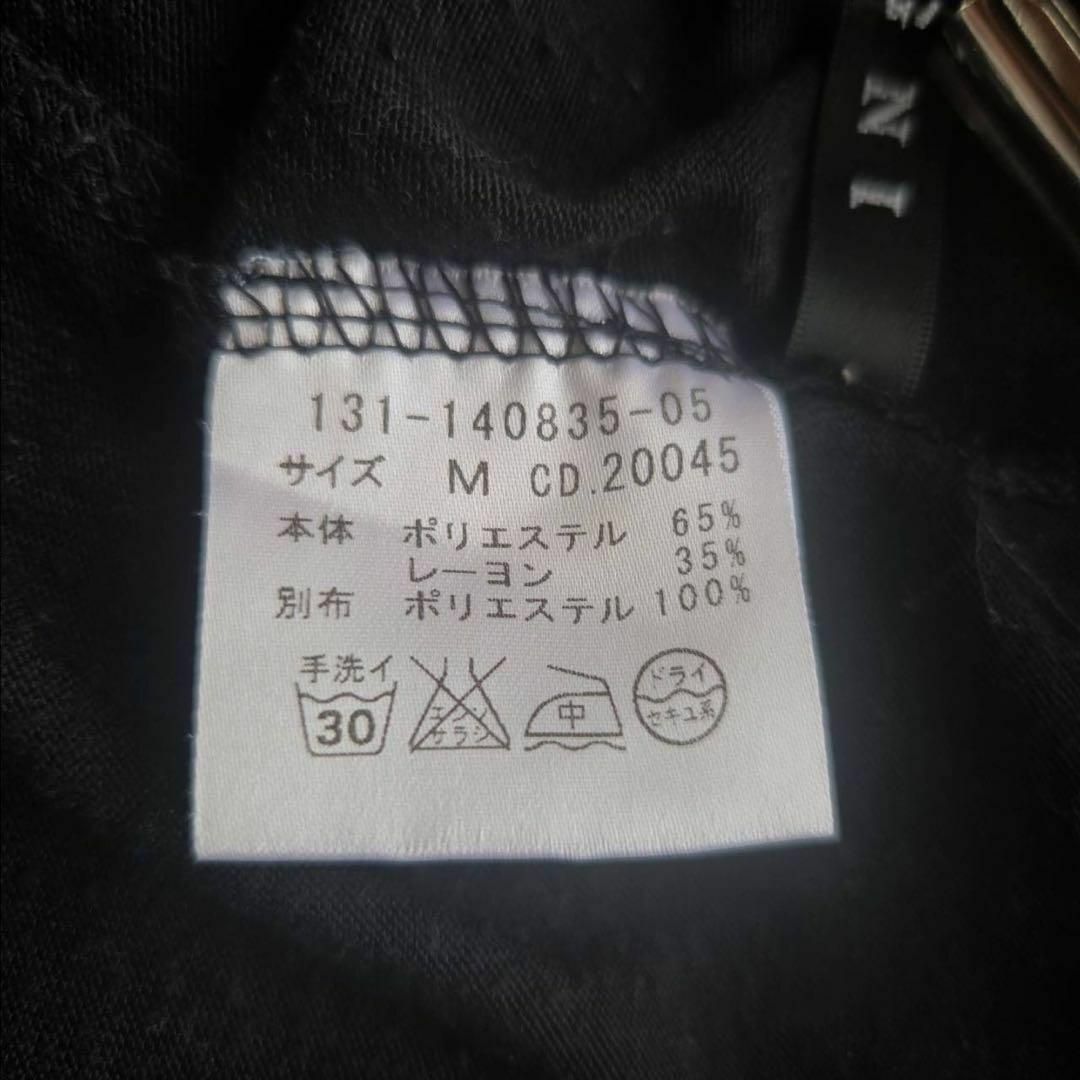 131-140835-05
サイズ M CD.20045
本体 ポリエステル 65%
レーヨン 35%
別布 ポリエステル 100%
手洗イ
30
エンソ
サラシ
中
ドライ
セキユ系
N I